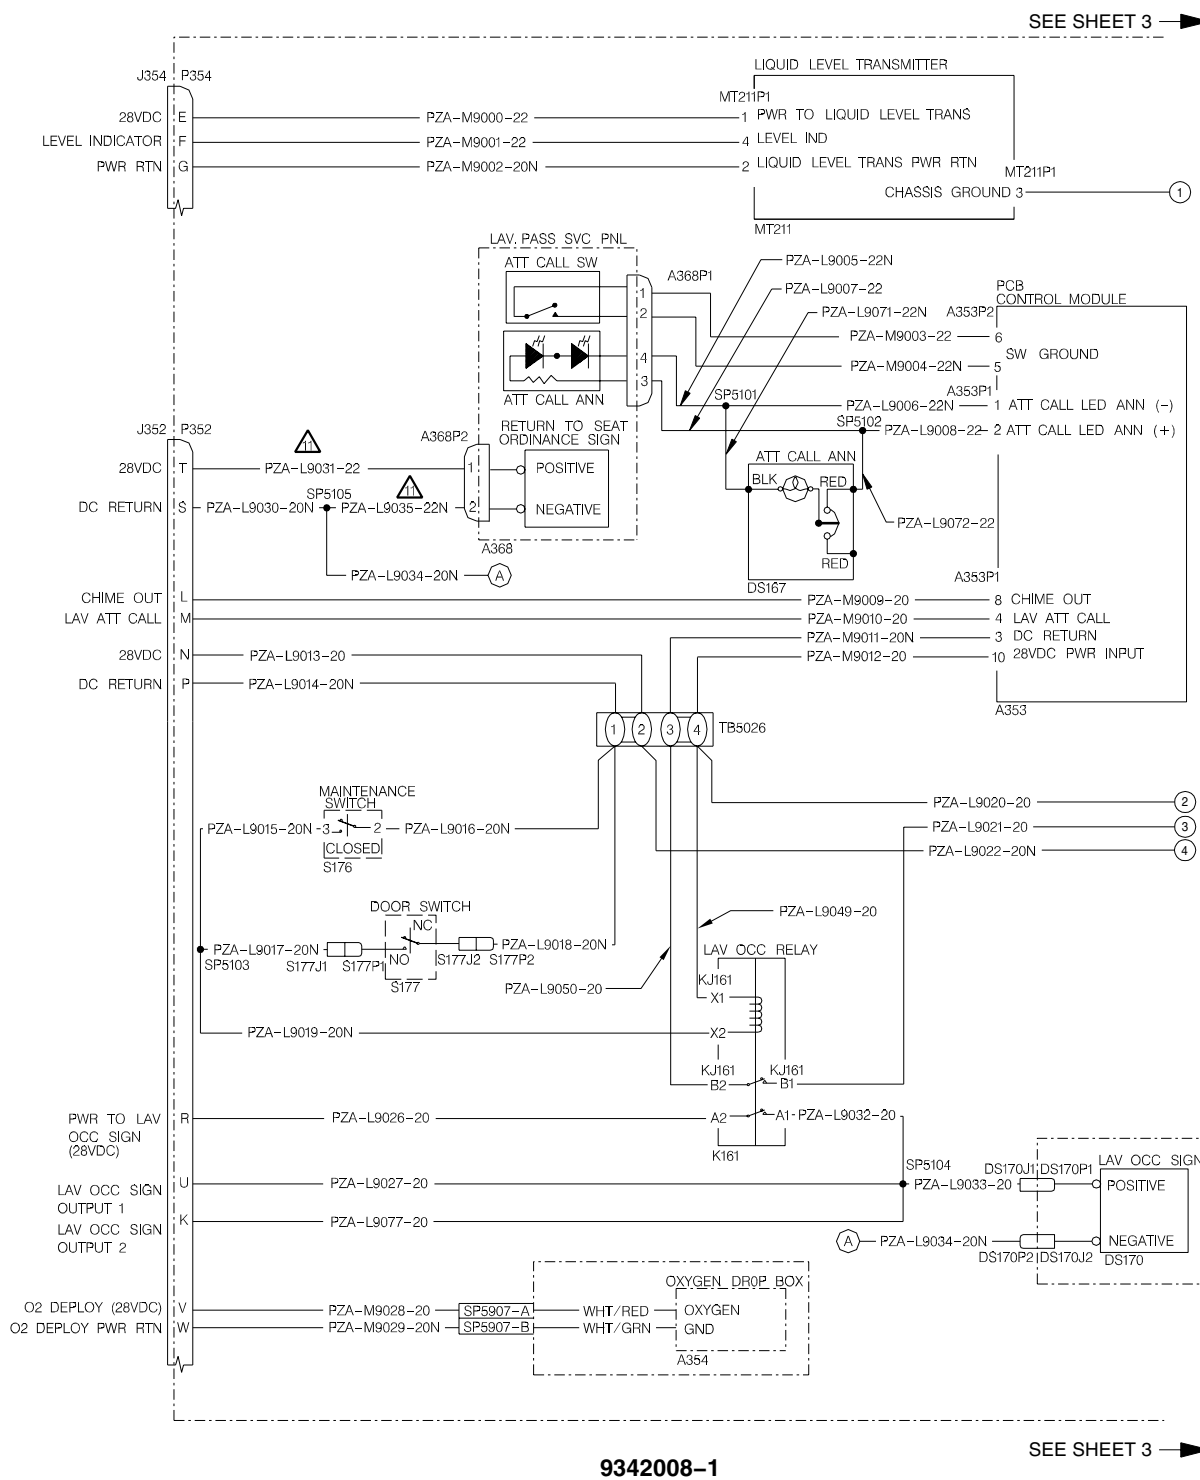 SEE SHEET 3
J354 P354
LIQUID LEVEL TRANSMITTER
MT211P1
28VDC E PZA-M9000-22 1 PWR TO LIQUID LEVEL TRANS
LEVEL INDICATOR F PZA-M9001-22 4 LEVEL IND
PWR RTN G PZA-M9002-20N 2 LIQUID LEVEL TRANS PWR RTN
MT211P1
CHASSIS GROUND 3 1
MT211
LAV. PASS SVC PNL
ATT CALL SW
PZA-L9005-22N
A368P1
PZA-L9007-22
PCB
CONTROL MODULE
1
2
PZA-L9071-22N A353P2
PZA-M9003-22 6
SW GROUND
4
PZA-M9004-22N 5
3
ATT CALL ANN
SP5101
A353P1
PZA-L9006-22N 1 ATT CALL LED ANN (-)
SP5102
PZA-L9008-22 2 ATT CALL LED ANN (+)
J352 P352
11
A368P2
RETURN TO SEAT
ORDINANCE SIGN
ATT CALL ANN
28VDC T PZA-L9031-22 1 POSITIVE
BLK RED
SP5105
11
DC RETURN S PZA-L9030-20N PZA-L9035-22N 2 NEGATIVE
PZA-L9072-22
A368
RED
PZA-L9034-20N A
DS167
A353P1
CHIME OUT L PZA-M9009-20 8 CHIME OUT
LAV ATT CALL M PZA-M9010-20 4 LAV ATT CALL
PZA-M9011-20N 3 DC RETURN
28VDC N PZA-L9013-20 PZA-M9012-20 10 28VDC PWR INPUT
DC RETURN P PZA-L9014-20N
A353
1 2 3 4 TB5026
MAINTENANCE
SWITCH
PZA-L9020-20 2
PZA-L9015-20N 3 2 PZA-L9016-20N
PZA-L9021-20 3
CLOSED
PZA-L9022-20N 4
S176
DOOR SWITCH
PZA-L9049-20
NC
PZA-L9017-20N PZA-L9018-20N
LAV OCC RELAY
SP5103 S177J1 S177P1 NO S177J2 S177P2
S177
PZA-L9050-20
KJ161
X1
PZA-L9019-20N X2
KJ161 KJ161
B2 B1
PWR TO LAV
OCC SIGN
(28VDC)
R PZA-L9026-20 A2 A1 PZA-L9032-20
K161
SP5104
DS170J1 DS170P1
LAV OCC SIGN
LAV OCC SIGN
OUTPUT 1
U PZA-L9027-20 PZA-L9033-20 POSITIVE
LAV OCC SIGN
OUTPUT 2
K PZA-L9077-20
A PZA-L9034-20N NEGATIVE
DS170P2 DS170J2 DS170
OXYGEN DROP BOX
O2 DEPLOY (28VDC) V PZA-M9028-20 SP5907-A WHT/RED OXYGEN
O2 DEPLOY PWR RTN W PZA-M9029-20N SP5907-B WHT/GRN GND
A354
SEE SHEET 3
9342008-1